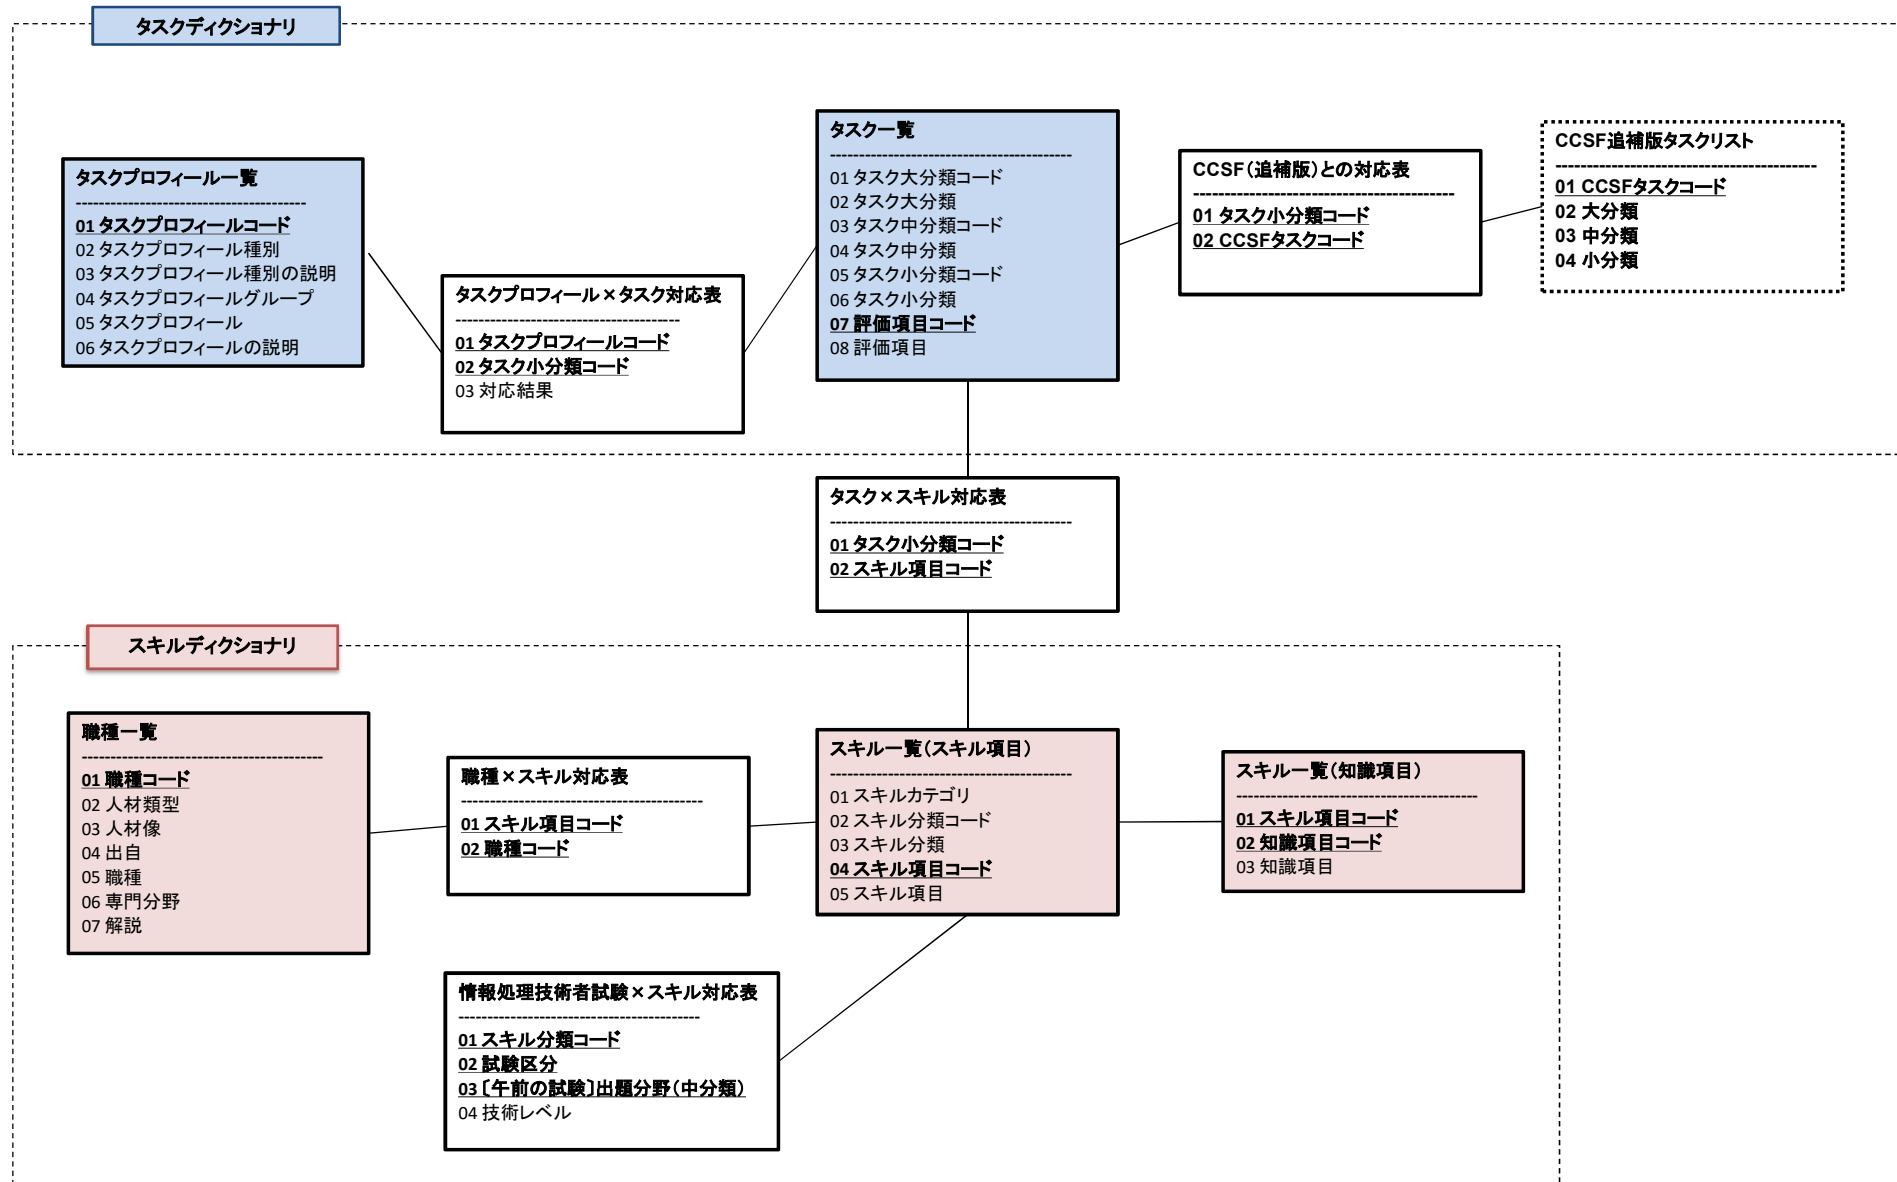 タスクディクショナリ
タスクプロフィール一覧
----------------------------------------
01 タスクプロフィールコード
02 タスクプロフィール種別
03 タスクプロフィール種別の説明
04 タスクプロフィールグループ
05 タスクプロフィール
06 タスクプロフィールの説明
タスクプロフィール×タスク対応表
---------------------------------------
01 タスクプロフィールコード
02 タスク小分類コード
03 対応結果
タスク一覧
------------------------------------------
01 タスク大分類コード
02 タスク大分類
03 タスク中分類コード
04 タスク中分類
05 タスク小分類コード
06 タスク小分類
07 評価項目コード
08 評価項目
CCSF(追補版)との対応表
---------------------------------------------
01 タスク小分類コード
02 CCSFタスクコード
CCSF追補版タスクリスト
---------------------------------------------
01 CCSFタスクコード
02 大分類
03 中分類
04 小分類
タスク×スキル対応表
------------------------------------------
01 タスク小分類コード
02 スキル項目コード
スキルディクショナリ
職種一覧
------------------------------------------
01 職種コード
02 人材類型
03 人材像
04 出自
05 職種
06 専門分野
07 解説
職種×スキル対応表
------------------------------------------
01 スキル項目コード
02 職種コード
スキル一覧(スキル項目)
------------------------------------------
01 スキルカテゴリ
02 スキル分類コード
03 スキル分類
04 スキル項目コード
05 スキル項目
スキル一覧(知識項目)
------------------------------------------
01 スキル項目コード
02 知識項目コード
03 知識項目
情報処理技術者試験×スキル対応表
------------------------------------------
01 スキル分類コード
02 試験区分
03 〔午前の試験〕出題分野(中分類)
04 技術レベル